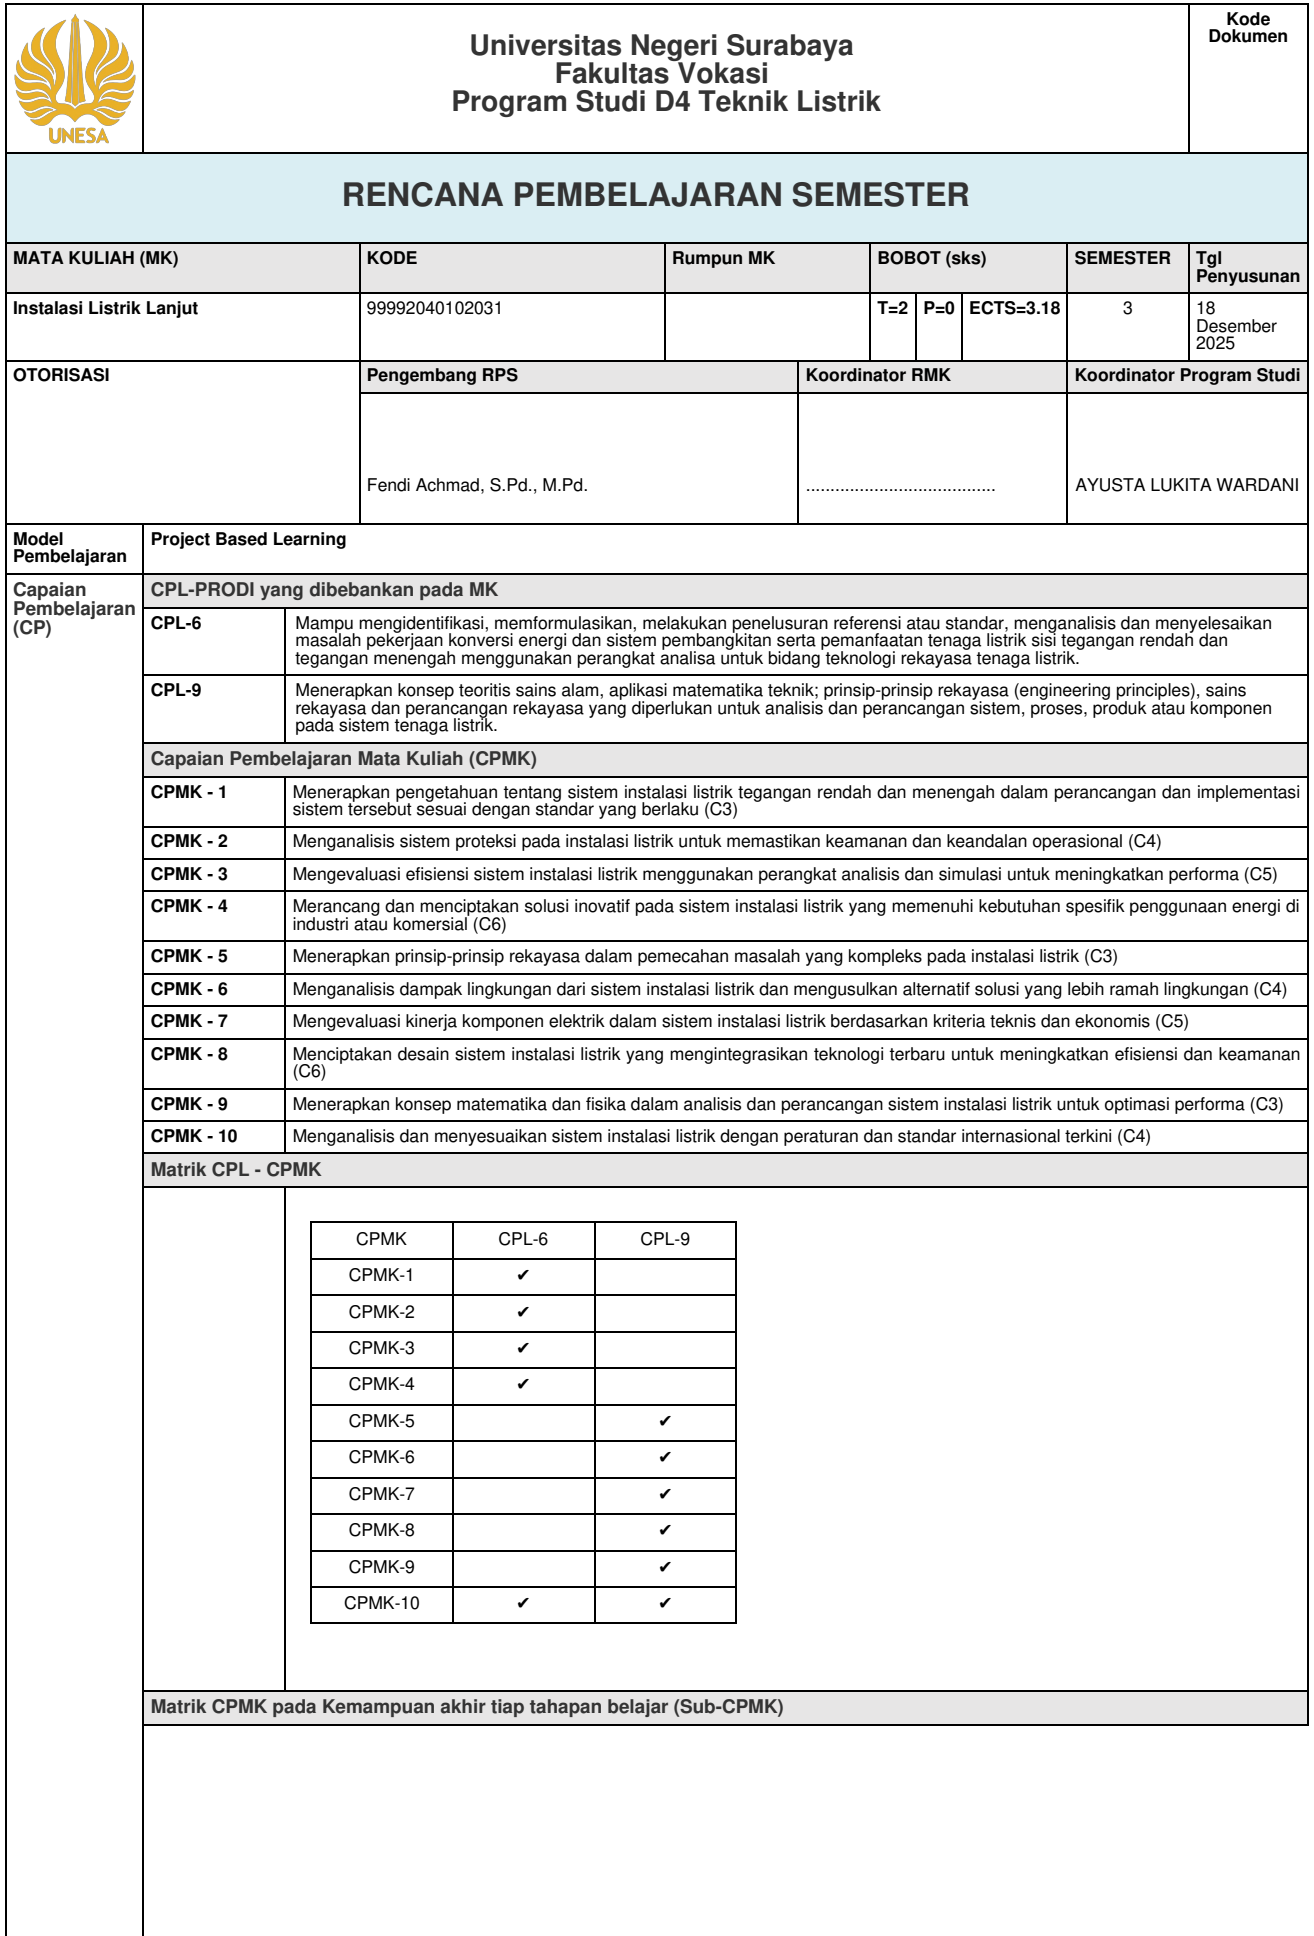 UNESA
Universitas Negeri Surabaya
Fakultas Vokasi
Program Studi D4 Teknik Listrik
Kode
Dokumen
RENCANA PEMBELAJARAN SEMESTER
MATA KULIAH (MK) KODE Rumpun MK BOBOT (sks) SEMESTER Tgl
Penyusunan
Instalasi Listrik Lanjut 99992040102031 T=2 P=0 ECTS=3.18 3 18
Desember
2025
OTORISASI Pengembang RPS Koordinator RMK Koordinator Program Studi
Fendi Achmad, S.Pd., M.Pd. ....................................... AYUSTA LUKITA WARDANI
Model
Pembelajaran
Project Based Learning
Capaian
Pembelajaran
(CP)
CPL-PRODI yang dibebankan pada MK
CPL-6 Mampu mengidentifikasi, memformulasikan, melakukan penelusuran referensi atau standar, menganalisis dan menyelesaikan
masalah pekerjaan konversi energi dan sistem pembangkitan serta pemanfaatan tenaga listrik sisi tegangan rendah dan
tegangan menengah menggunakan perangkat analisa untuk bidang teknologi rekayasa tenaga listrik.
CPL-9 Menerapkan konsep teoritis sains alam, aplikasi matematika teknik; prinsip-prinsip rekayasa (engineering principles), sains
rekayasa dan perancangan rekayasa yang diperlukan untuk analisis dan perancangan sistem, proses, produk atau komponen
pada sistem tenaga listrik.
Capaian Pembelajaran Mata Kuliah (CPMK)
CPMK - 1 Menerapkan pengetahuan tentang sistem instalasi listrik tegangan rendah dan menengah dalam perancangan dan implementasi
sistem tersebut sesuai dengan standar yang berlaku (C3)
CPMK - 2 Menganalisis sistem proteksi pada instalasi listrik untuk memastikan keamanan dan keandalan operasional (C4)
CPMK - 3 Mengevaluasi efisiensi sistem instalasi listrik menggunakan perangkat analisis dan simulasi untuk meningkatkan performa (C5)
CPMK - 4 Merancang dan menciptakan solusi inovatif pada sistem instalasi listrik yang memenuhi kebutuhan spesifik penggunaan energi di
industri atau komersial (C6)
CPMK - 5 Menerapkan prinsip-prinsip rekayasa dalam pemecahan masalah yang kompleks pada instalasi listrik (C3)
CPMK - 6 Menganalisis dampak lingkungan dari sistem instalasi listrik dan mengusulkan alternatif solusi yang lebih ramah lingkungan (C4)
CPMK - 7 Mengevaluasi kinerja komponen elektrik dalam sistem instalasi listrik berdasarkan kriteria teknis dan ekonomis (C5)
CPMK - 8 Menciptakan desain sistem instalasi listrik yang mengintegrasikan teknologi terbaru untuk meningkatkan efisiensi dan keamanan
(C6)
CPMK - 9 Menerapkan konsep matematika dan fisika dalam analisis dan perancangan sistem instalasi listrik untuk optimasi performa (C3)
CPMK - 10 Menganalisis dan menyesuaikan sistem instalasi listrik dengan peraturan dan standar internasional terkini (C4)
Matrik CPL - CPMK
CPMK CPL-6 CPL-9
CPMK-1 ✔
CPMK-2 ✔
CPMK-3 ✔
CPMK-4 ✔
CPMK-5 ✔
CPMK-6 ✔
CPMK-7 ✔
CPMK-8 ✔
CPMK-9 ✔
CPMK-10 ✔ ✔
Matrik CPMK pada Kemampuan akhir tiap tahapan belajar (Sub-CPMK)